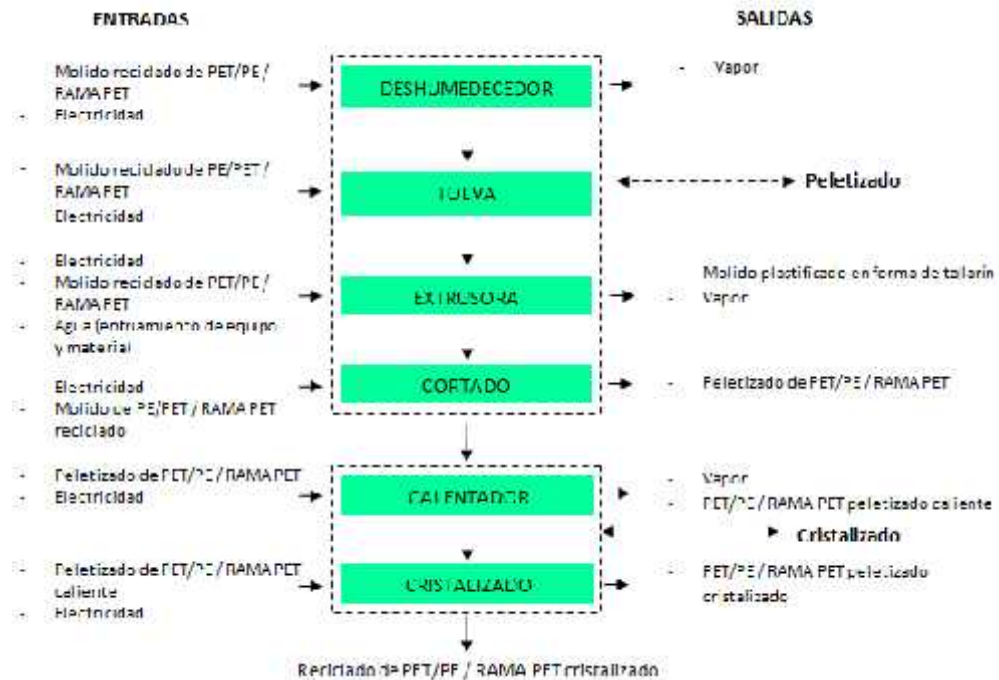 ENTRADAS
SALIDAS
Molido reciclado de PET/PE /
RAMA PET
- Electricidad
DESHUMEDECEDOR
- Vapor
- Molido reciclado de PE/PET /
RAMA PET
Electricidad
TOLVA
Peletizado
- Electricidad
- Molido reciclado de PET/PE /
RAMA PET
- Agua (enfriamiento de equipo
y material)
EXTRUSORA
Molido plastificado en forma de tallarín
- Vapor
Electricidad
- Molido de PE/PET / RAMA PET
reciclado
CORTADO
- Peletizado de PET/PE / RAMA PET
- Peletizado de PET/PE / RAMA PET
- Electricidad
CALENTADOR
- Vapor
- PET/PE / RAMA PET peletizado caliente
Cristalizado
- Peletizado de PET/PE / RAMA PET
caliente
- Electricidad
CRISTALIZADO
- PET/PE / RAMA PET peletizado
cristalizado
Reciclado de PET/PE / RAMA PET cristalizado